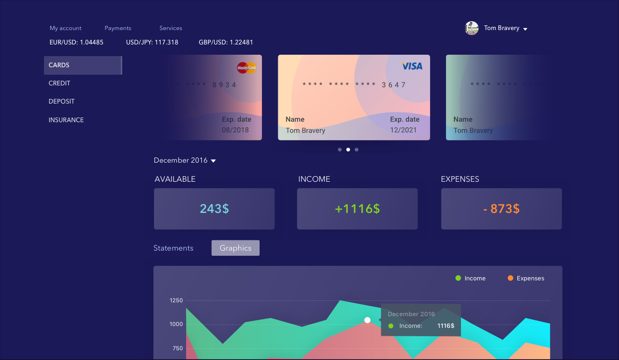 My account Payments Services
Tom Bravery
EUR/USD: 1.04485 USD/JPY: 117.318 GBP/USD: 1.22481
CARDS
CREDIT
DEPOSIT
INSURANCE
**** **** 8934
Exp. date
08/2018
VISA
**** **** **** 3647
Name Exp. date
Tom Bravery 12/2021
Name
Tom Bravery
December 2016
AVAILABLE INCOME EXPENSES
243$ +1116$ - 873$
Statements Graphics
Income Expenses
1250
1000
750
December 2016
Income: 1116$